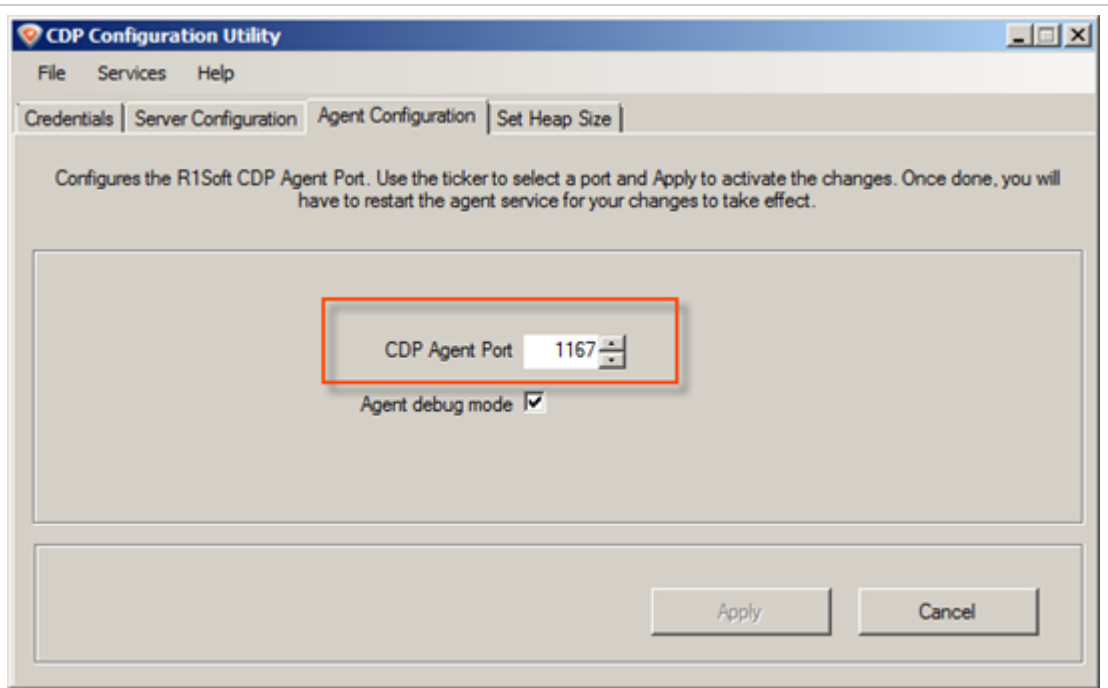 CDP Configuration Utility
File Services Help
Credentials Server Configuration Agent Configuration Set Heap Size
Configures the R1Soft CDP Agent Port. Use the ticker to select a port and Apply to activate the changes. Once done, you will
have to restart the agent service for your changes to take effect.
CDP Agent Port 1167
Agent debug mode
Apply Cancel